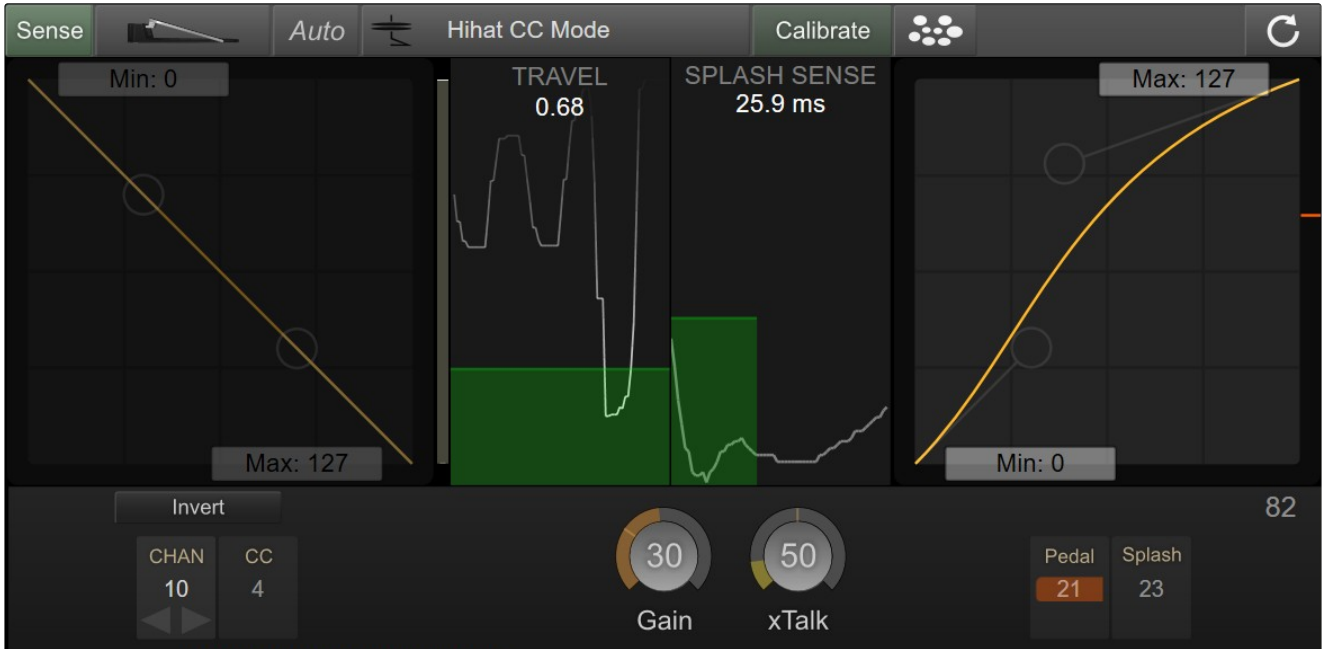 Sense Auto Hihat CC Mode Calibrate
Min: 0 TRAVEL SPLASH SENSE Max: 127
0.68 25.9 ms
Max: 127 Min: 0
Invert 82
CHAN CC 30 50 Pedal Splash
10 4 21 23
Gain xTalk